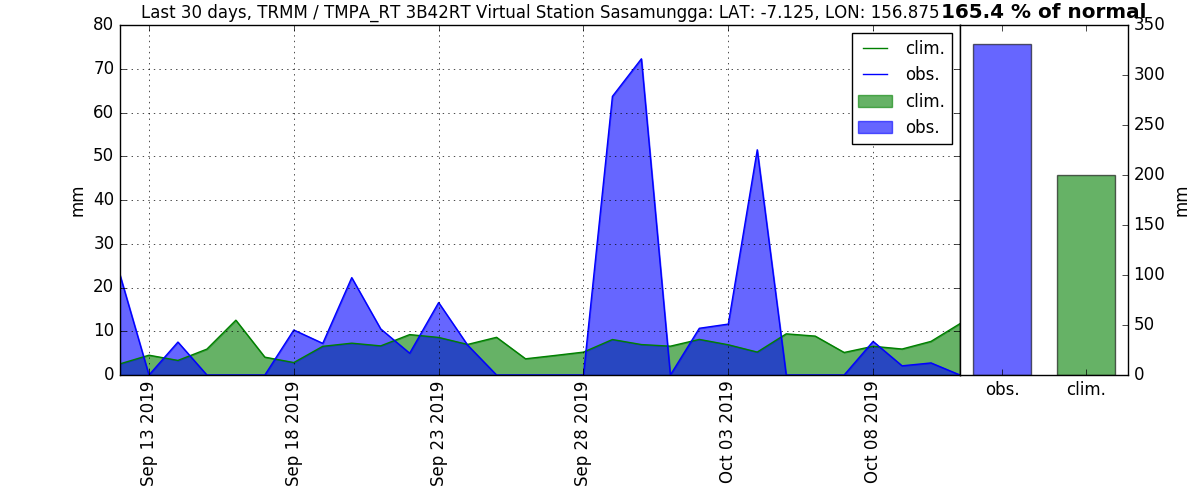 Last 30 days, TRMM / TMPA_RT 3B42RT Virtual Station Sasamungga: LAT: -7.125, LON: 156.875
165.4 % of normal
80
70
60
50
40
30
20
10
0
mm
clim.
obs.
clim.
obs.
350
300
250
200
150
100
50
0
mm
Sep 13 2019
Sep 18 2019
Sep 23 2019
Sep 28 2019
Oct 03 2019
Oct 08 2019
obs.
clim.